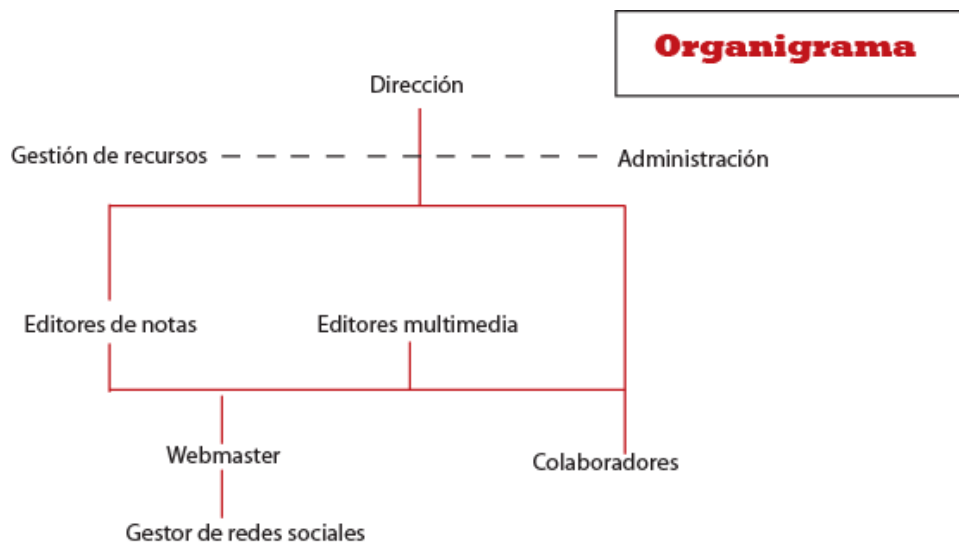 Organigrama
Dirección
Gestión de recursos
Administración
Editores de notas
Editores multimedia
Webmaster
Colaboradores
Gestor de redes sociales